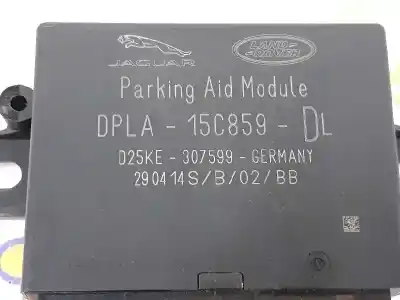 JAGUAR
LAND ROVER
Parking Aid Module
DPLA - 15C859 - DL
D25KE - 307599 - GERMANY
290414S/B/02/BB